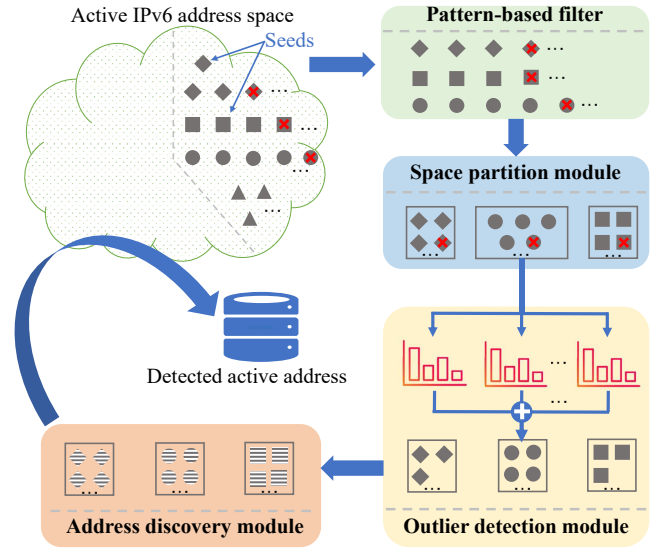 Active IPv6 address space
Seeds
...
...
...
...
Pattern-based filter
...
...
...
Space partition module
...
...
...
Detected active address
...
...
...
...
...
Outlier detection module
...
...
...
Address discovery module